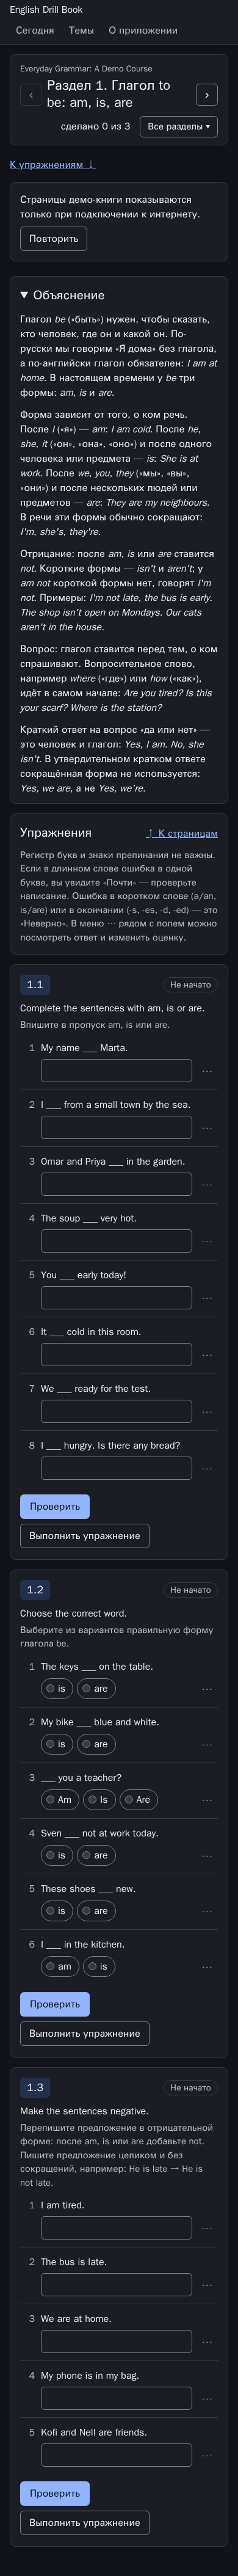 English Drill Book
Сегодня Темы О приложении
Everyday Grammar: A Demo Course
‹ Раздел 1. Глагол to ›
be: am, is, are
сделано 0 из 3 Все разделы ▾
К упражнениям ↓
Страницы демо-книги показываются
только при подключении к интернету.
Повторить
▼ Объяснение
Глагол be («быть») нужен, чтобы сказать,
кто человек, где он и какой он. По-
русски мы говорим «Я дома» без глагола,
а по-английски глагол обязателен: I am at
home. В настоящем времени у be три
формы: am, is и are.
Форма зависит от того, о ком речь.
После I («я») — am: I am cold. После he,
she, it («он», «она», «оно») и после одного
человека или предмета — is: She is at
work. После we, you, they («мы», «вы»,
«они») и после нескольких людей или
предметов — are: They are my neighbours.
В речи эти формы обычно сокращают:
I'm, she's, they're.
Отрицание: после am, is или are ставится
not. Короткие формы — isn't и aren't; у
am not короткой формы нет, говорят I'm
not. Примеры: I'm not late, the bus is early.
The shop isn't open on Mondays. Our cats
aren't in the house.
Вопрос: глагол ставится перед тем, о ком
спрашивают. Вопросительное слово,
например where («где») или how («как»),
идёт в самом начале: Are you tired? Is this
your scarf? Where is the station?
Краткий ответ на вопрос «да или нет» —
это человек и глагол: Yes, I am. No, she
isn't. В утвердительном кратком ответе
сокращённая форма не используется:
Yes, we are, а не Yes, we're.
Упражнения ↑ К страницам
Регистр букв и знаки препинания не важны.
Если в длинном слове ошибка в одной
букве, вы увидите «Почти» — проверьте
написание. Ошибка в коротком слове (a/an,
is/are) или в окончании (-s, -es, -d, -ed) — это
«Неверно». В меню ··· рядом с полем можно
посмотреть ответ и изменить оценку.
1.1 Не начато
Complete the sentences with am, is or are.
Впишите в пропуск am, is или are.
1 My name ___ Marta.
···
2 I ___ from a small town by the sea.
···
3 Omar and Priya ___ in the garden.
···
4 The soup ___ very hot.
···
5 You ___ early today!
···
6 It ___ cold in this room.
···
7 We ___ ready for the test.
···
8 I ___ hungry. Is there any bread?
···
Проверить
Выполнить упражнение
1.2 Не начато
Choose the correct word.
Выберите из вариантов правильную форму
глагола be.
1 The keys ___ on the table.
is are ···
2 My bike ___ blue and white.
is are ···
3 ___ you a teacher?
Am Is Are ···
4 Sven ___ not at work today.
is are ···
5 These shoes ___ new.
is are ···
6 I ___ in the kitchen.
am is ···
Проверить
Выполнить упражнение
1.3 Не начато
Make the sentences negative.
Перепишите предложение в отрицательной
форме: после am, is или are добавьте not.
Пишите предложение целиком и без
сокращений, например: He is late → He is
not late.
1 I am tired.
···
2 The bus is late.
···
3 We are at home.
···
4 My phone is in my bag.
···
5 Kofi and Nell are friends.
···
Проверить
Выполнить упражнение